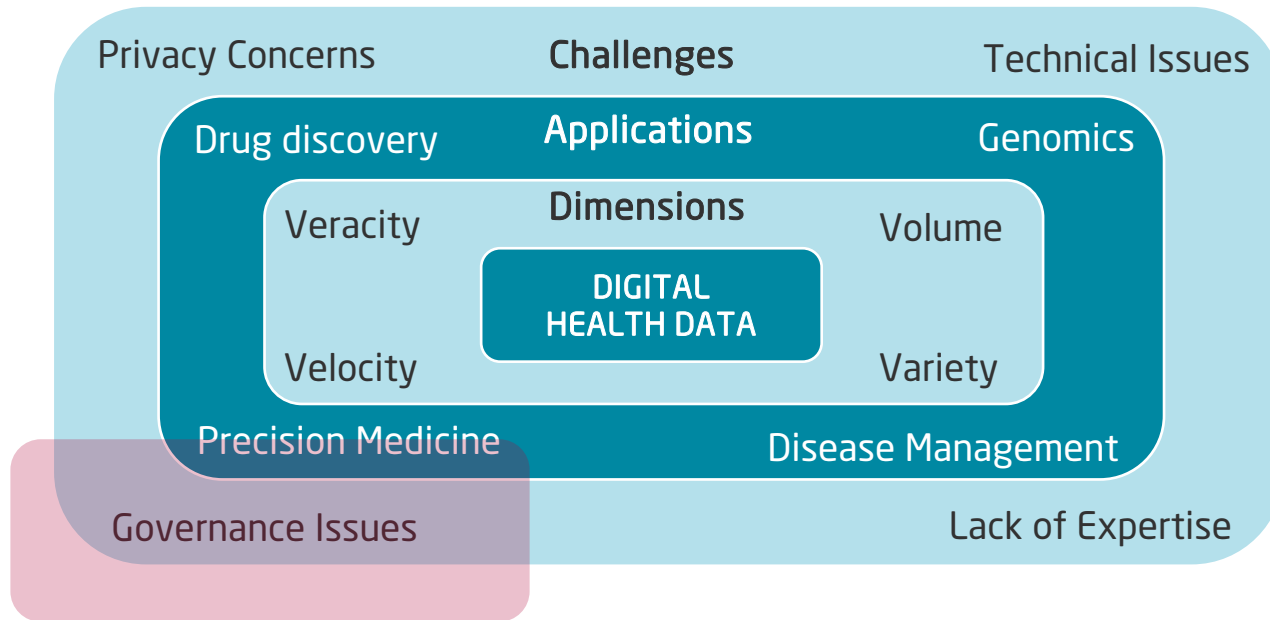 Privacy Concerns
Challenges
Technical Issues
Drug discovery
Applications
Genomics
Veracity
Dimensions
Volume
DIGITAL
HEALTH DATA
Velocity
Variety
Precision Medicine
Disease Management
Governance Issues
Lack of Expertise